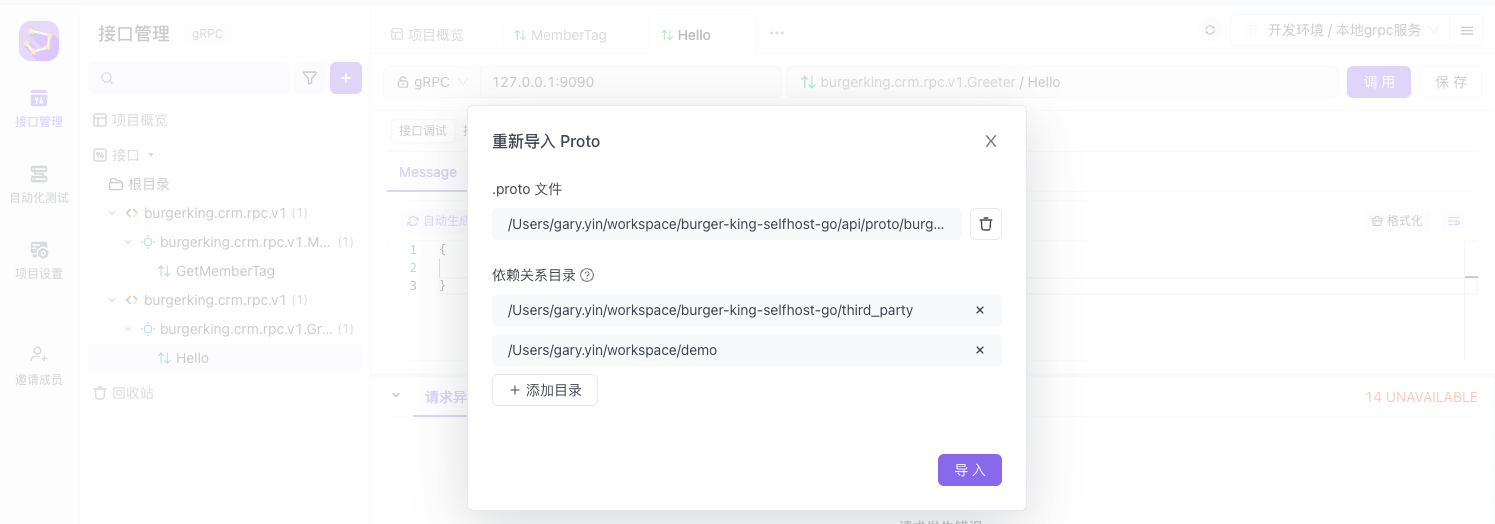 接口管理 gRPC
项目概览 MemberTag Hello ···
开发环境 / 本地grpc服务
gRPC 127.0.0.1:9090 burgerking.crm.rpc.v1.Greeter / Hello 调 用 保 存
接口管理
自动化测试
项目设置
邀请成员
项目概览
接口
根目录
burgerking.crm.rpc.v1 (1)
burgerking.crm.rpc.v1.M... (1)
GetMemberTag
burgerking.crm.rpc.v1 (1)
burgerking.crm.rpc.v1.Gr... (1)
Hello
回收站
接口调试
Message
自动生成 格式化
1 {
2
3 }
请求异
14 UNAVAILABLE
重新导入 Proto
.proto 文件
/Users/gary.yin/workspace/burger-king-selfhost-go/api/proto/burg...
依赖关系目录 ?
/Users/gary.yin/workspace/burger-king-selfhost-go/third_party ×
/Users/gary.yin/workspace/demo ×
+ 添加目录
导 入